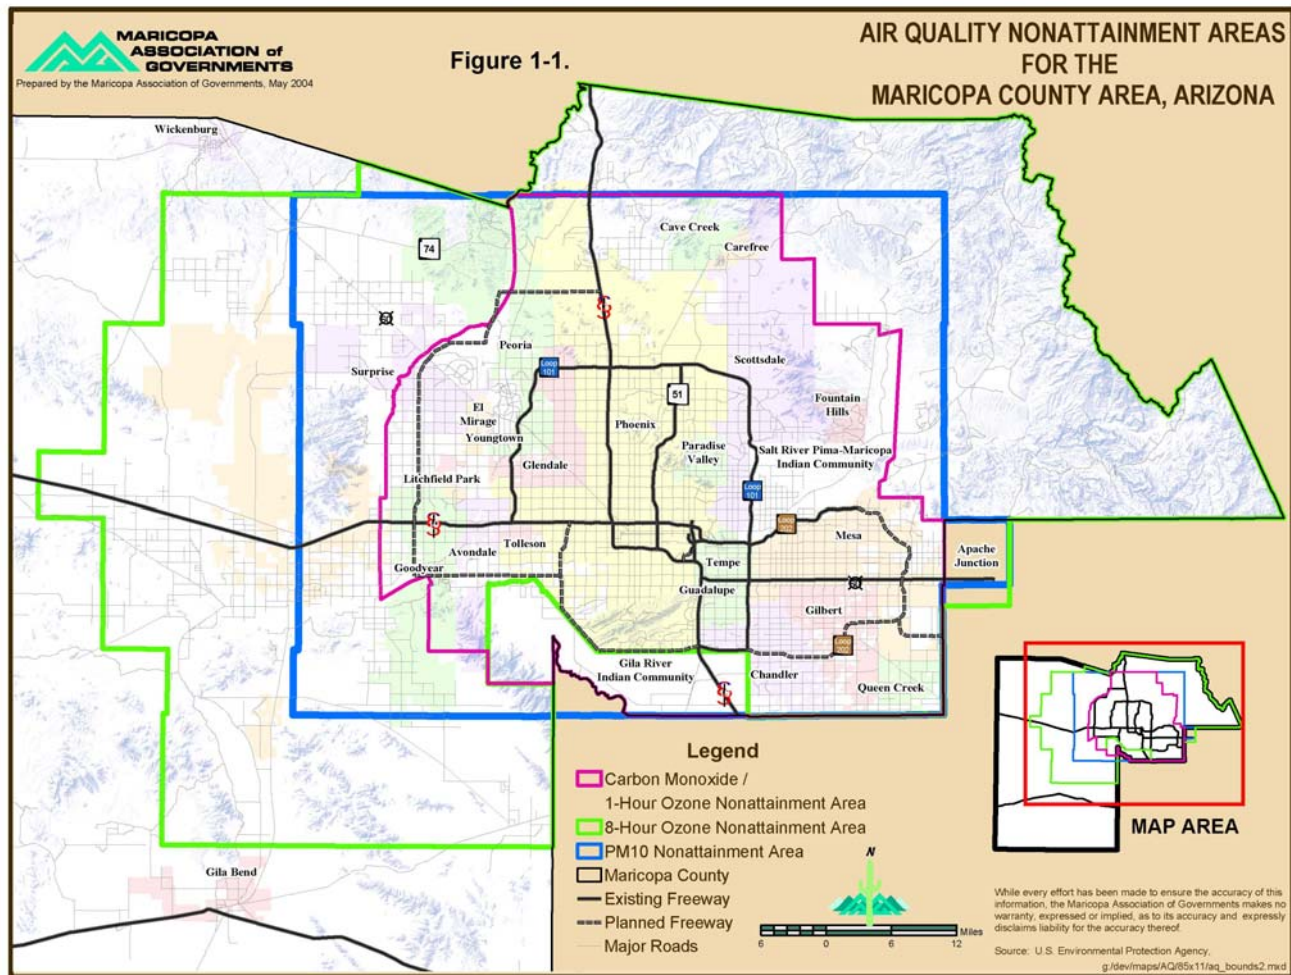 MARICOPA
ASSOCIATION of
GOVERNMENTS
Prepared by the Maricopa Association of Governments, May 2004
Figure 1-1.
AIR QUALITY NONATTAINMENT AREAS
FOR THE
MARICOPA COUNTY AREA, ARIZONA
Wickenburg
Cave Creek
Carefree
74
Peoria
Surprise
Loop
101
Scottsdale
51
El
Mirage
Youngtown
Fountain
Hills
Phoenix
Paradise
Valley
Salt River Pima-Maricopa
Indian Community
Glendale
Litchfield Park
Loop
101
Loop
202
Mesa
Avondale
Tolleson
Goodyear
Tempe
Guadalupe
Apache
Junction
Gilbert
Loop
202
Gila River
Indian Community
Chandler
Queen Creek
Gila Bend
Legend
Carbon Monoxide /
1-Hour Ozone Nonattainment Area
8-Hour Ozone Nonattainment Area
PM10 Nonattainment Area
Maricopa County
Existing Freeway
Planned Freeway
Major Roads
N
6 0 6 12
Miles
MAP AREA
While every effort has been made to ensure the accuracy of this
information, the Maricopa Association of Governments makes no
warranty, expressed or implied, as to its accuracy and expressly
disclaims liability for the accuracy thereof.
Source: U.S. Environmental Protection Agency,
g:/dev/maps/AQ/85x11/aq_bounds2.mxd